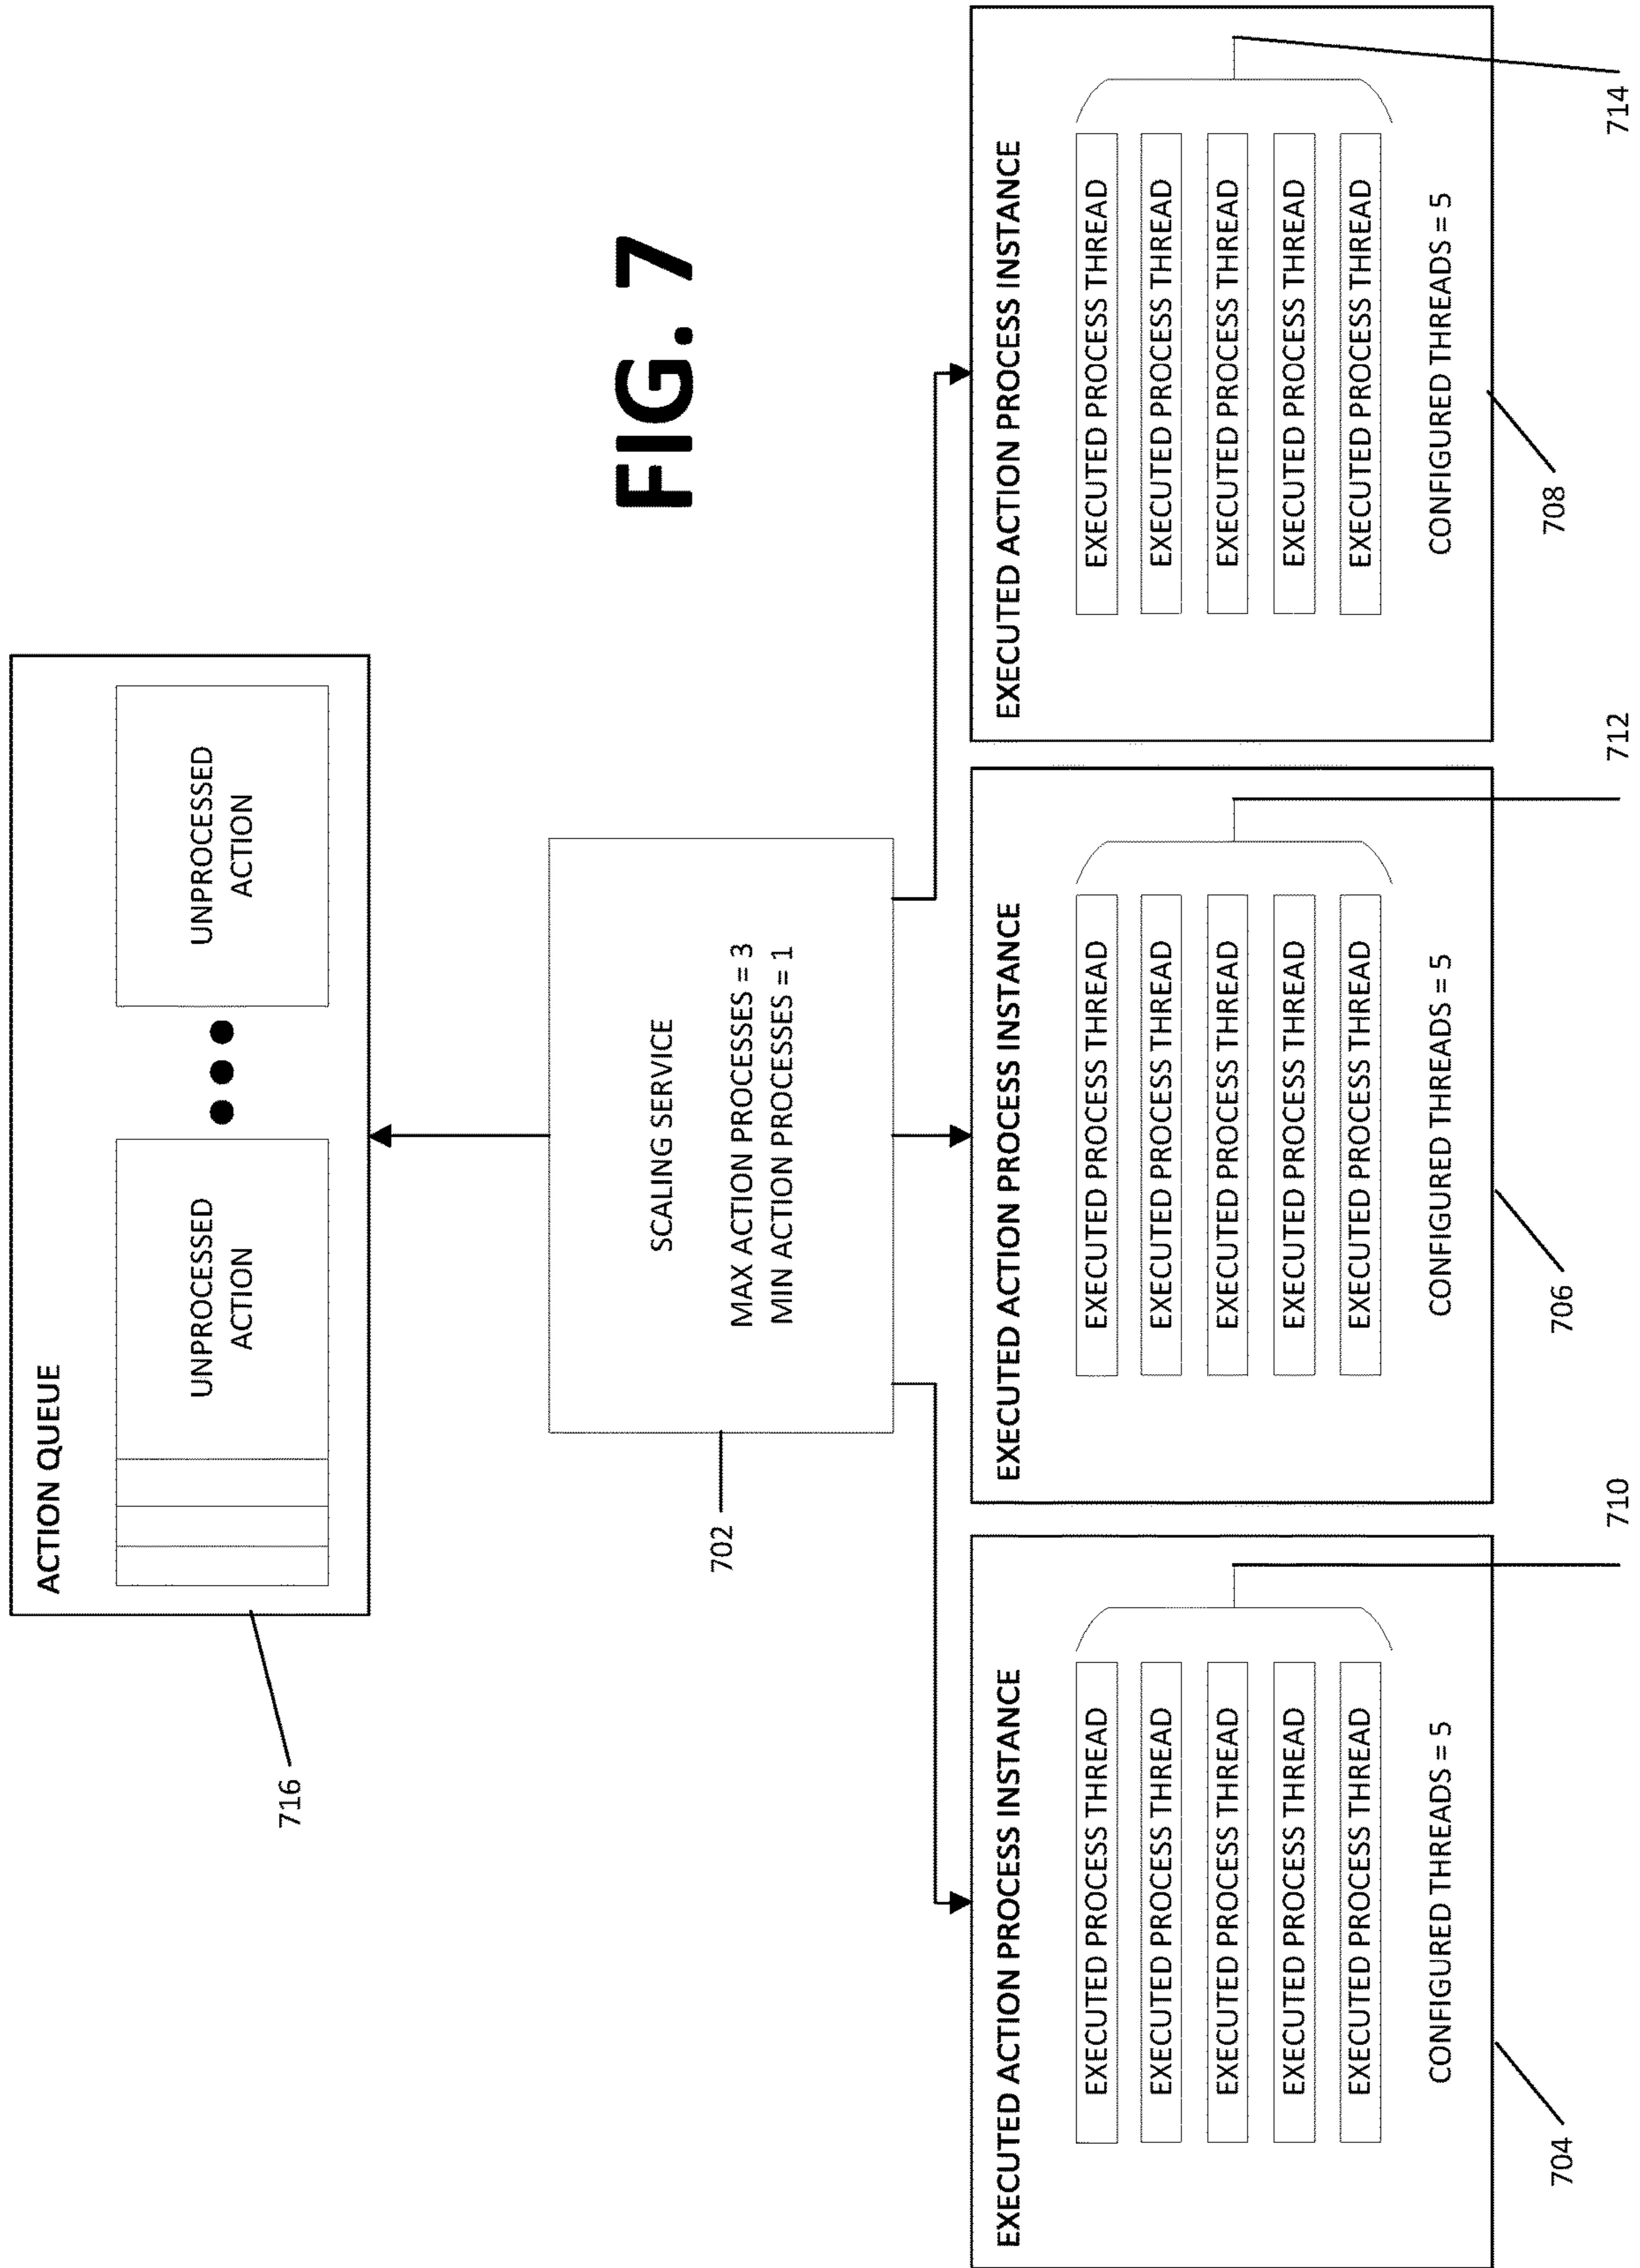 ACTION QUEUE
UNPROCESSED
ACTION
UNPROCESSED
ACTION
716
SCALING SERVICE
MAX ACTION PROCESSES = 3
MIN ACTION PROCESSES = 1
702
FIG. 7
EXECUTED ACTION PROCESS INSTANCE
EXECUTED PROCESS THREAD
EXECUTED PROCESS THREAD
EXECUTED PROCESS THREAD
EXECUTED PROCESS THREAD
EXECUTED PROCESS THREAD
CONFIGURED THREADS = 5
704
710
EXECUTED ACTION PROCESS INSTANCE
EXECUTED PROCESS THREAD
EXECUTED PROCESS THREAD
EXECUTED PROCESS THREAD
EXECUTED PROCESS THREAD
EXECUTED PROCESS THREAD
CONFIGURED THREADS = 5
706
712
EXECUTED ACTION PROCESS INSTANCE
EXECUTED PROCESS THREAD
EXECUTED PROCESS THREAD
EXECUTED PROCESS THREAD
EXECUTED PROCESS THREAD
EXECUTED PROCESS THREAD
CONFIGURED THREADS = 5
708
714